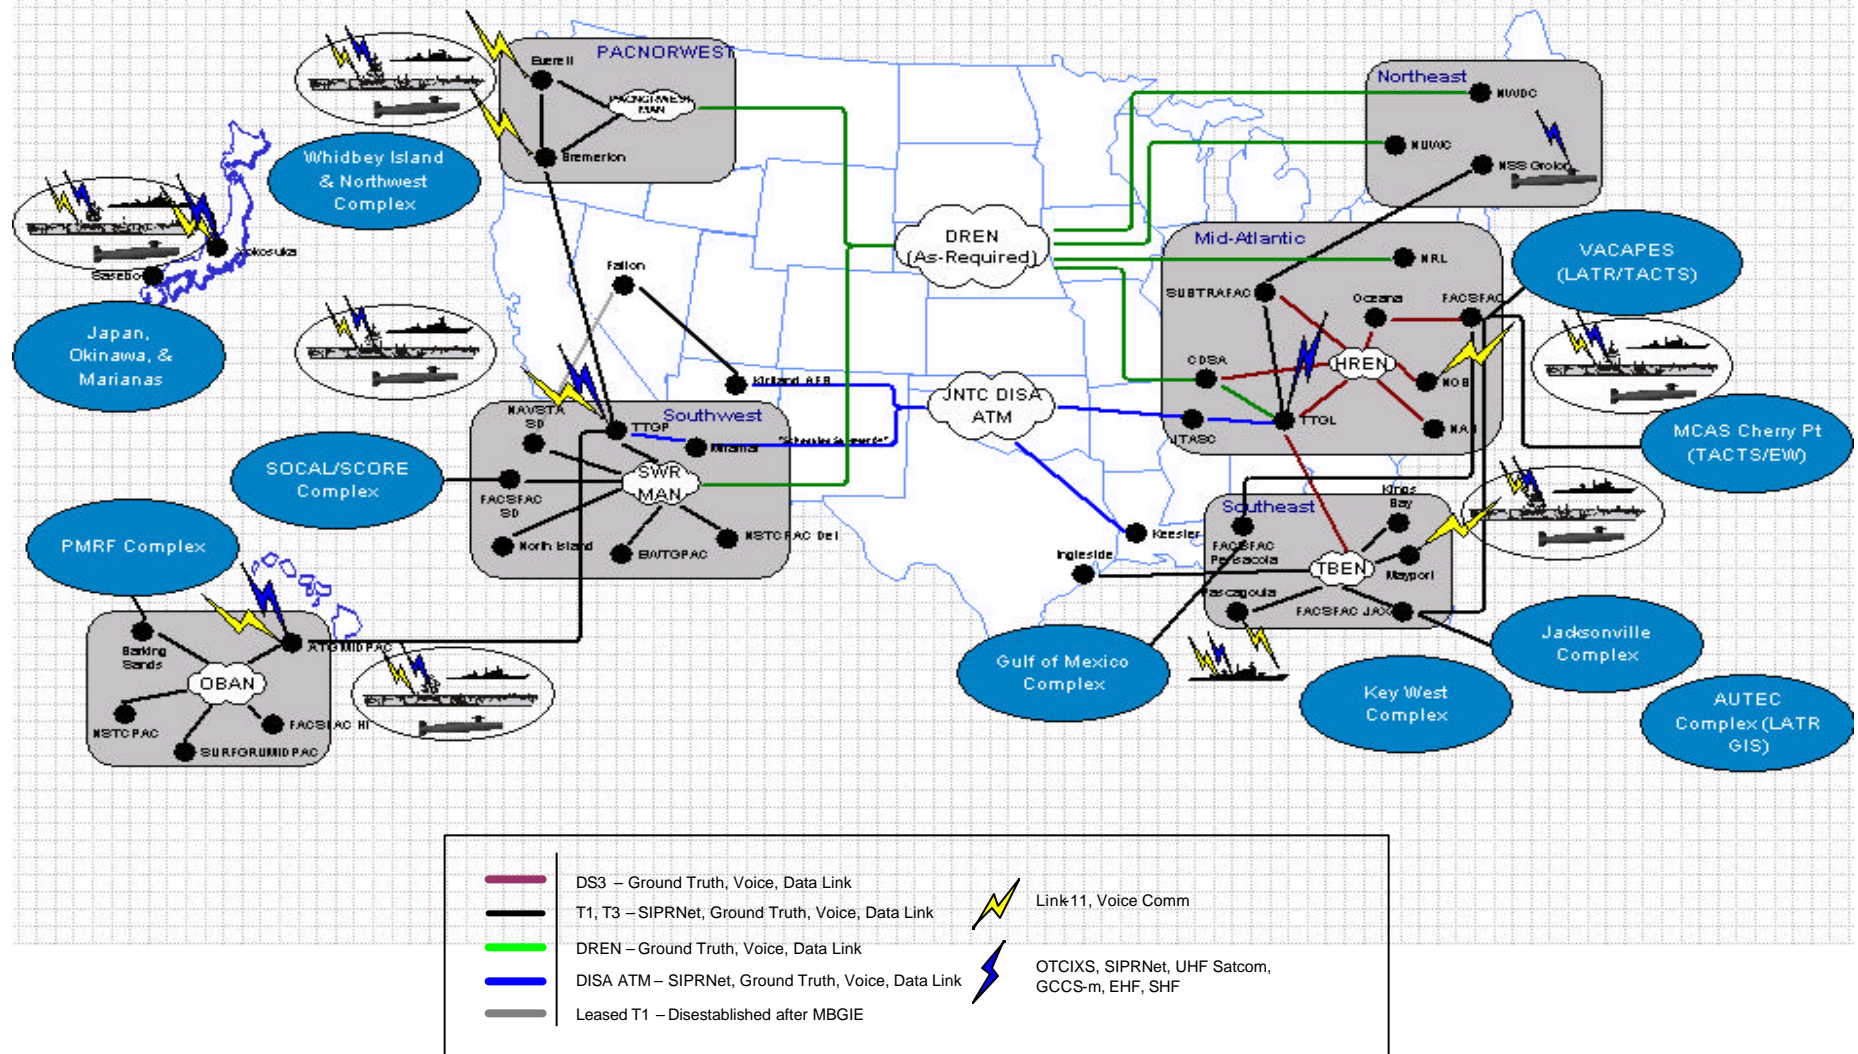 PACNORWEST
Everett
PACNORWEST
MAN
Bremerton
Whidbey Island
& Northwest
Complex
Yokosuka
Sasebo
Japan,
Okinawa, &
Marianas
Northeast
NWDC
NUWC
NSS Groton
DREN
(As-Required)
Mid-Atlantic
NRL
SUBTRAFAC
Oceana
FACSFAC
CDSA
HREN
NOB
JTASC
TTGL
VACAPES
(LATR/TACTS)
MCAS Cherry Pt
(TACTS/EW)
Fallon
Kirtland AFB
JNTC DISA
ATM
Southwest
NAVSTA
SD
TTGP
Miramar
SWR
MAN
FACSFAC
SD
North Island
EWTGPAC
NSTCPAC Det
SOCAL/SCORE
Complex
PMRF Complex
Barking
Sands
ATGMIDPAC
OBAN
NSTCPAC
FACSFAC HI
SURFGRUMIDPAC
Keesler
Ingleside
Southeast
Kings
Bay
FACSFAC
Pensacola
TBEN
Mayport
Pascagoula
FACSFAC JAX
Gulf of Mexico
Complex
Key West
Complex
Jacksonville
Complex
AUTEC
Complex (LATR
GIS)
DS3 – Ground Truth, Voice, Data Link
T1, T3 – SIPRNet, Ground Truth, Voice, Data Link
DREN – Ground Truth, Voice, Data Link
DISA ATM – SIPRNet, Ground Truth, Voice, Data Link
Leased T1 – Disestablished after MBGIE
Link-11, Voice Comm
OTCIXS, SIPRNet, UHF Satcom,
GCCS-m, EHF, SHF